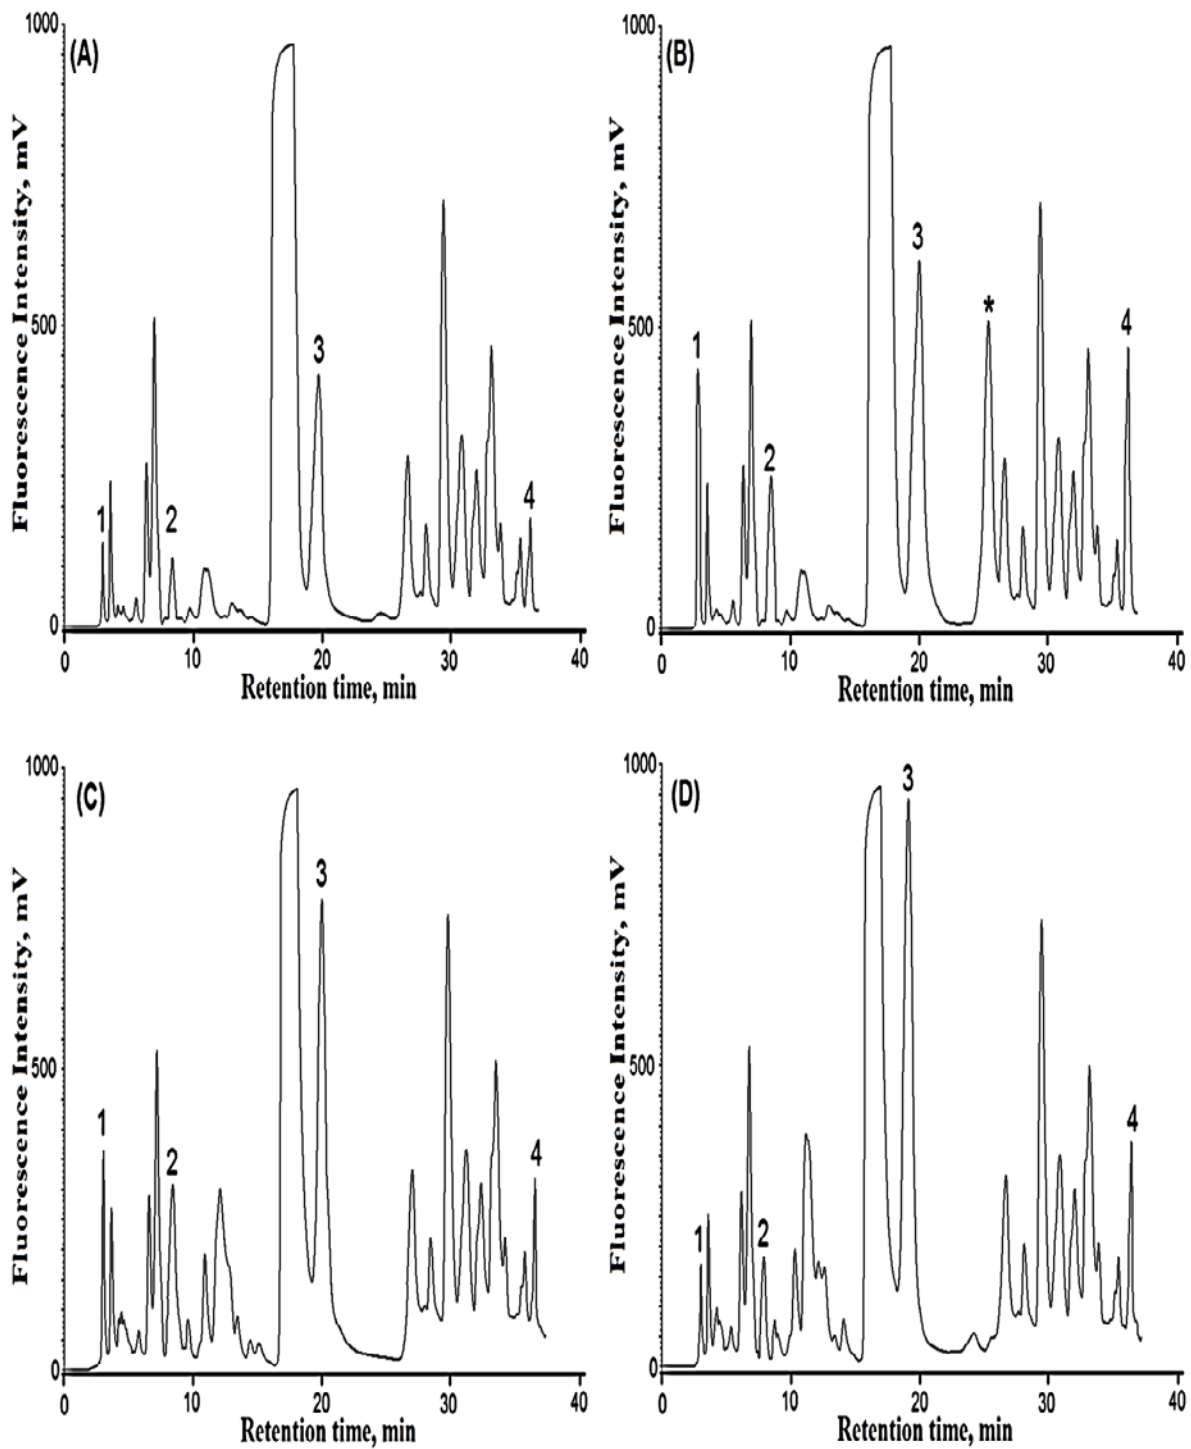 1000
(A)
Fluorescence Intensity, mV
500
0
1
2
3
4
0 10 20 30 40
Retention time, min
1000
(B)
Fluorescence Intensity, mV
500
0
1
2
3
*
4
0 10 20 30 40
Retention time, min
1000
(C)
Fluorescence Intensity, mV
500
0
1
2
3
4
0 10 20 30 40
Retention time, min
1000
(D)
Fluorescence Intensity, mV
500
0
1
2
3
4
0 10 20 30 40
Retention time, min